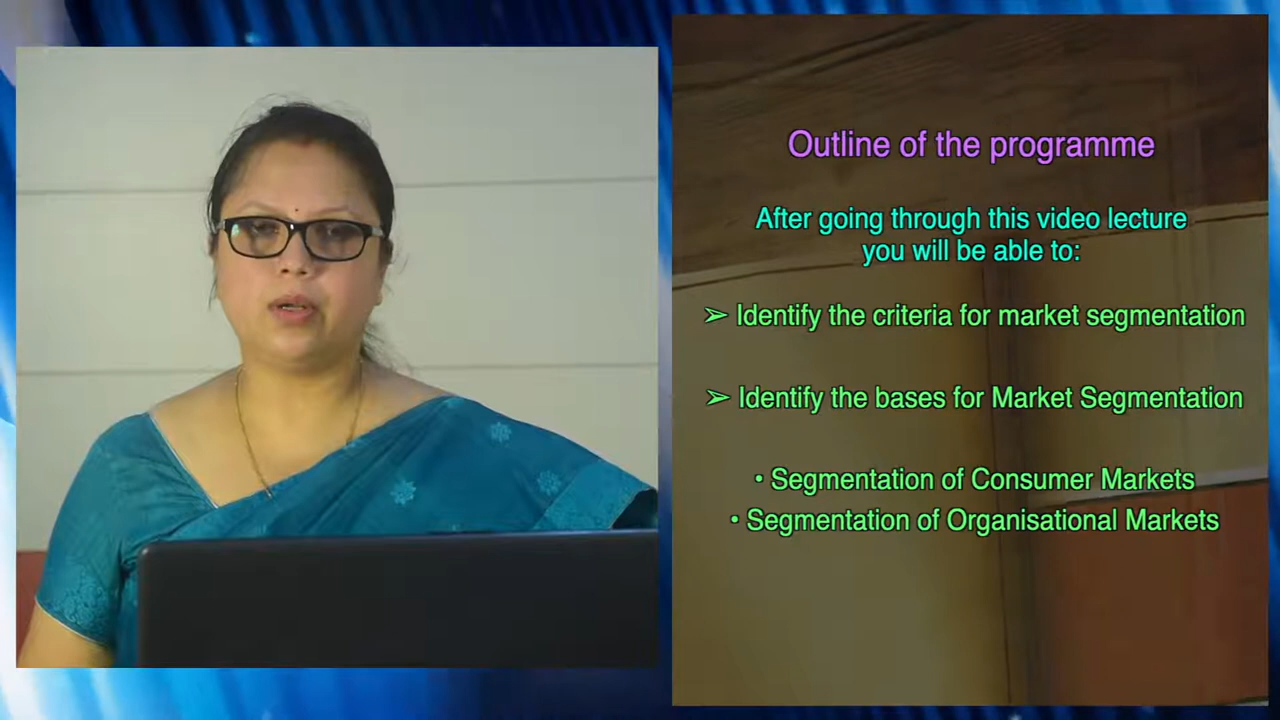 Outline of the programme
After going through this video lecture
you will be able to:
➢ Identify the criteria for market segmentation
➢ Identify the bases for Market Segmentation
• Segmentation of Consumer Markets
• Segmentation of Organisational Markets